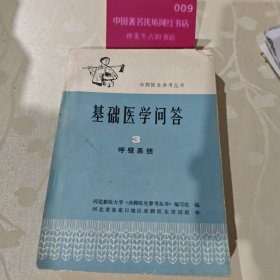 009
中国著名优质网打书店
孙先生古旧书店
赤脚医生参考丛书
基础医学问答
3
呼吸系统
河北新医大学《赤脚医生参考丛书》编写组 编
河北省张家口地区赤脚医生培训班 审